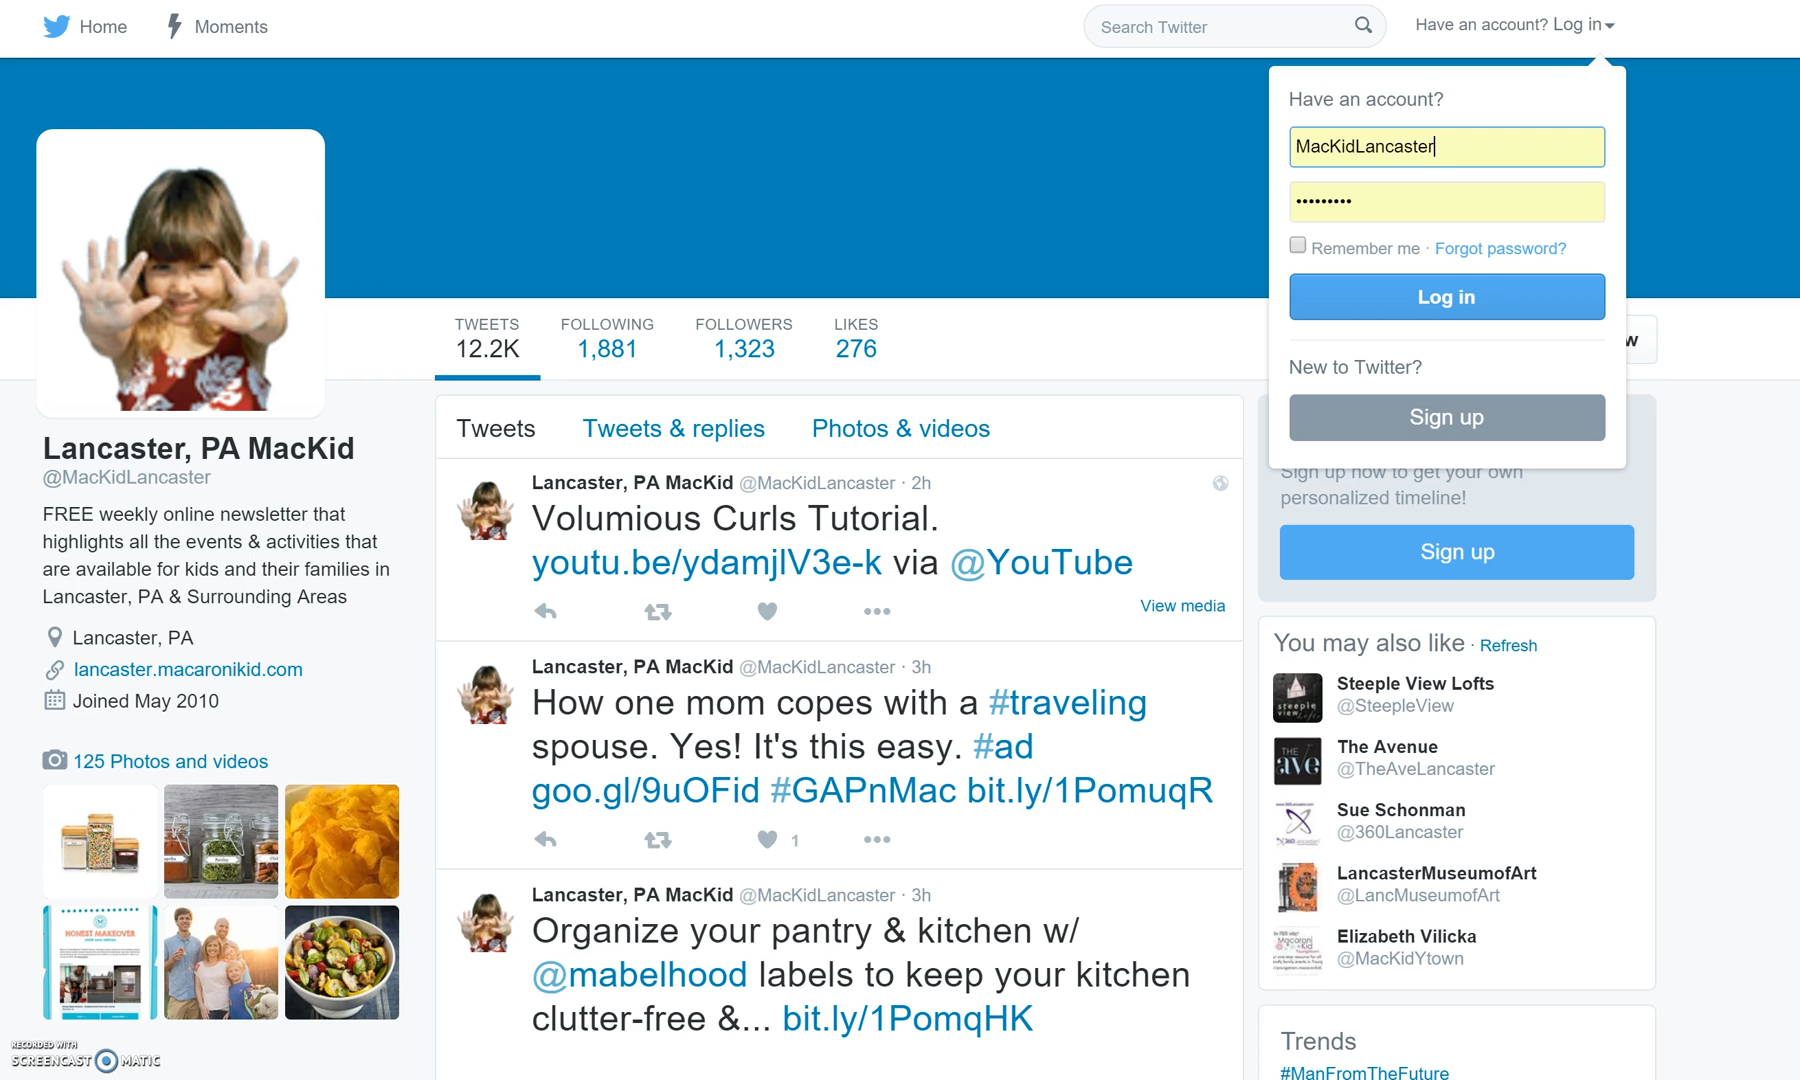 Home
Moments
Search Twitter
Have an account? Log in
Have an account?
MacKidLancaster
•••••••••
Remember me · Forgot password?
Log in
New to Twitter?
Sign up
w
TWEETS
12.2K
FOLLOWING
1,881
FOLLOWERS
1,323
LIKES
276
Lancaster, PA MacKid
@MacKidLancaster
FREE weekly online newsletter that
highlights all the events & activities that
are available for kids and their families in
Lancaster, PA & Surrounding Areas
Lancaster, PA
lancaster.macaronikid.com
Joined May 2010
125 Photos and videos
HONEST MAKEOVER
Tweets
Tweets & replies
Photos & videos
Lancaster, PA MacKid @MacKidLancaster · 2h
Volumious Curls Tutorial.
youtu.be/ydamjlV3e-k via @YouTube
View media
Lancaster, PA MacKid @MacKidLancaster · 3h
How one mom copes with a #traveling
spouse. Yes! It's this easy. #ad
goo.gl/9uOFid #GAPnMac bit.ly/1PomuqR
1
Lancaster, PA MacKid @MacKidLancaster · 3h
Organize your pantry & kitchen w/
@mabelhood labels to keep your kitchen
clutter-free &... bit.ly/1PomqHK
Sign up now to get your own
personalized timeline!
Sign up
You may also like · Refresh
steeple
view
Steeple View Lofts
@SteepleView
THE
ave
The Avenue
@TheAveLancaster
Sue Schonman
@360Lancaster
LancasterMuseumofArt
@LancMuseumofArt
Elizabeth Vilicka
@MacKidYtown
Trends
#ManFromTheFuture
RECORDED WITH
SCREENCAST MATIC